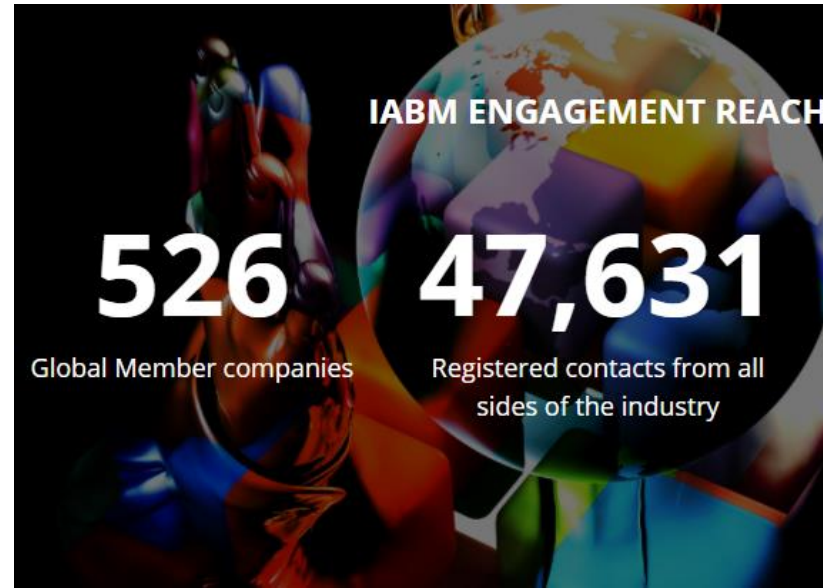 IABM ENGAGEMENT REACH
526
Global Member companies
47,631
Registered contacts from all
sides of the industry